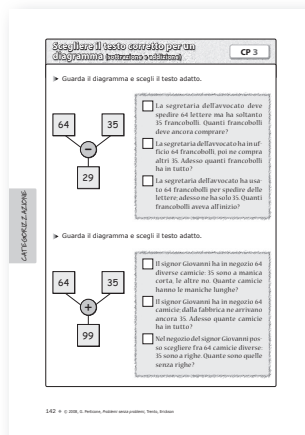 Scegliere il testo corretto per un
diagramma (sottrazione e addizione)
CP 3
Guarda il diagramma e scegli il testo adatto.
64
35
–
29
La segretaria dell'avvocato deve
spedire 64 lettere ma ha soltanto
35 francobolli. Quanti francobolli
deve ancora comprare?
La segretaria dell'avvocato ha in uf-
ficio 64 francobolli, poi ne compra
altri 35. Adesso quanti francobolli
ha in tutto?
La segretaria dell'avvocato ha usa-
to 64 francobolli per spedire delle
lettere; adesso ne ha solo 35. Quanti
francobolli aveva all'inizio?
CATEGORIZZAZIONE
Guarda il diagramma e scegli il testo adatto.
64
35
+
99
Il signor Giovanni ha in negozio 64
diverse camicie: 35 sono a manica
corta, le altre no. Quante camicie
hanno le maniche lunghe?
Il signor Giovanni ha in negozio 64
camicie; dalla fabbrica ne arrivano
ancora 35. Adesso quante camicie
ha in tutto?
Nel negozio del signor Giovanni pos-
so scegliere fra 64 camicie diverse:
35 sono a righe. Quante sono quelle
senza righe?
142 © 2008, G. Perticone, Problemi senza problemi, Trento, Erickson